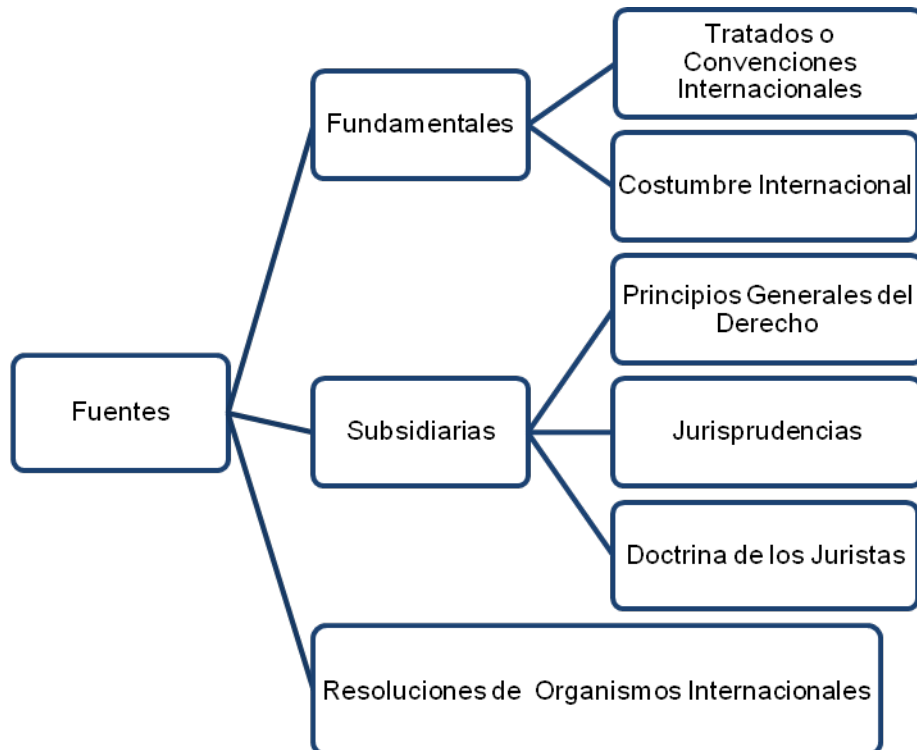 Tratados o
Convenciones
Internacionales
Fundamentales
Costumbre Internacional
Principios Generales del
Derecho
Fuentes
Subsidiarias
Jurisprudencias
Doctrina de los Juristas
Resoluciones de Organismos Internacionales